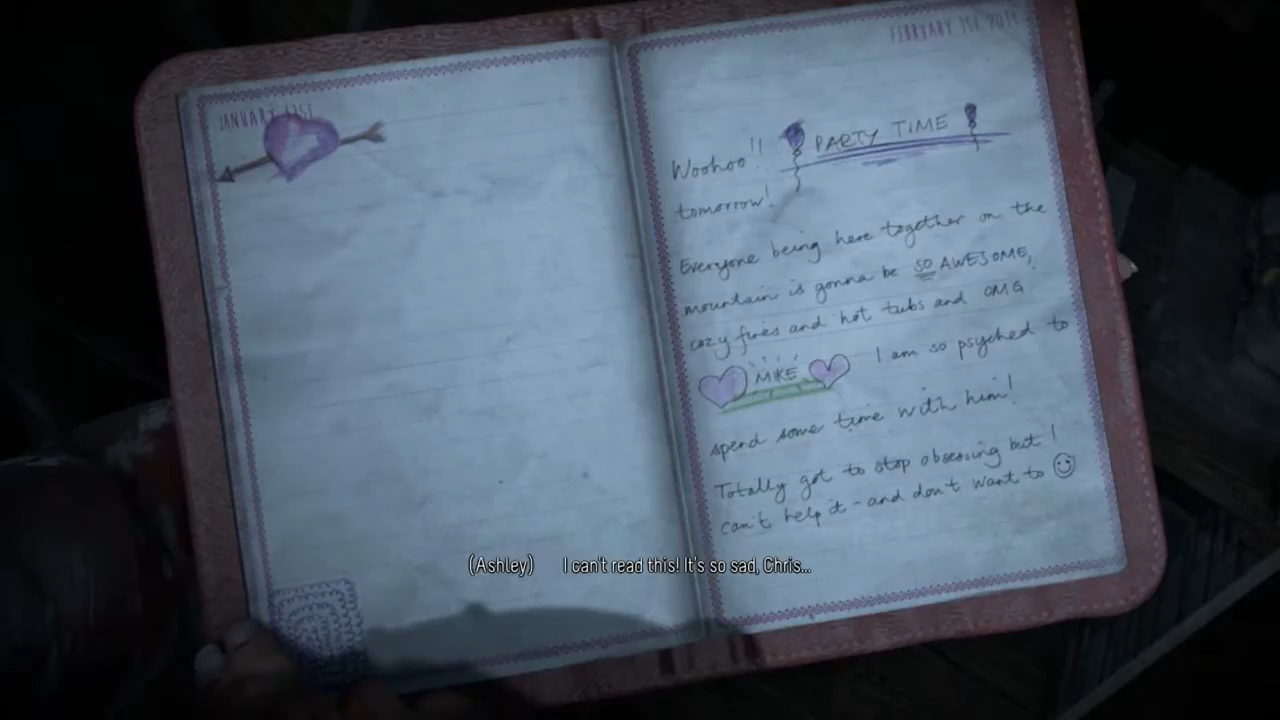 JANUARY 31ST
FEBRUARY 1ST 2014
Woohoo!! PARTY TIME
tomorrow!
Everyone being here together on the
mountain is gonna be SO AWESOME,
cozy fires and hot tubs and OMG
MIKE I am so psyched to
spend some time with him!
Totally got to stop obsessing but I
can't help it - and don't want to
(Ashley) I can't read this! It's so sad, Chris...